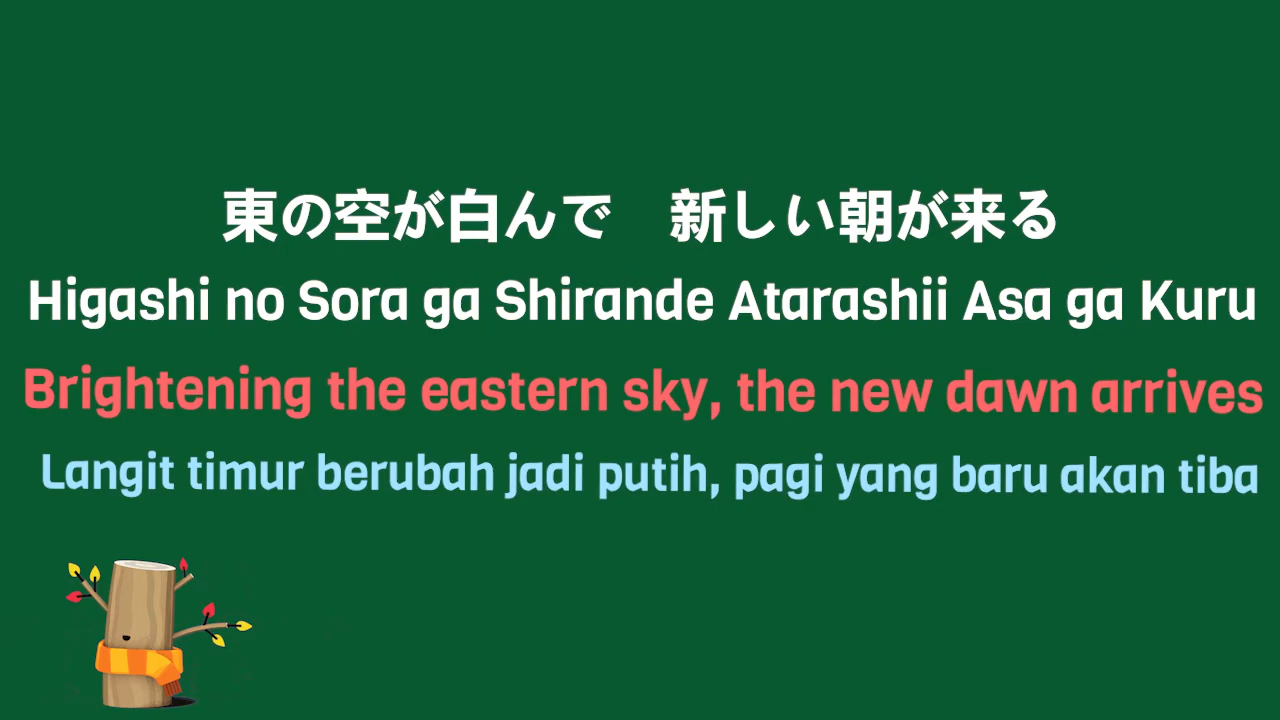 東の空が白んで　新しい朝が来る
Higashi no Sora ga Shirande Atarashii Asa ga Kuru
Brightening the eastern sky, the new dawn arrives
Langit timur berubah jadi putih, pagi yang baru akan tiba